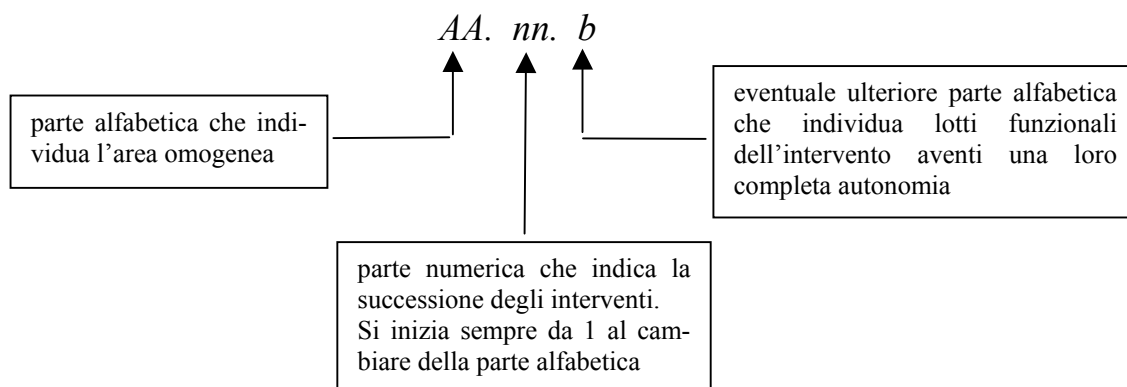 AA. nn. b
parte alfabetica che indi-
vidua l’area omogenea
eventuale ulteriore parte alfabetica
che individua lotti funzionali
dell’intervento aventi una loro
completa autonomia
parte numerica che indica la
successione degli interventi.
Si inizia sempre da 1 al cam-
biare della parte alfabetica